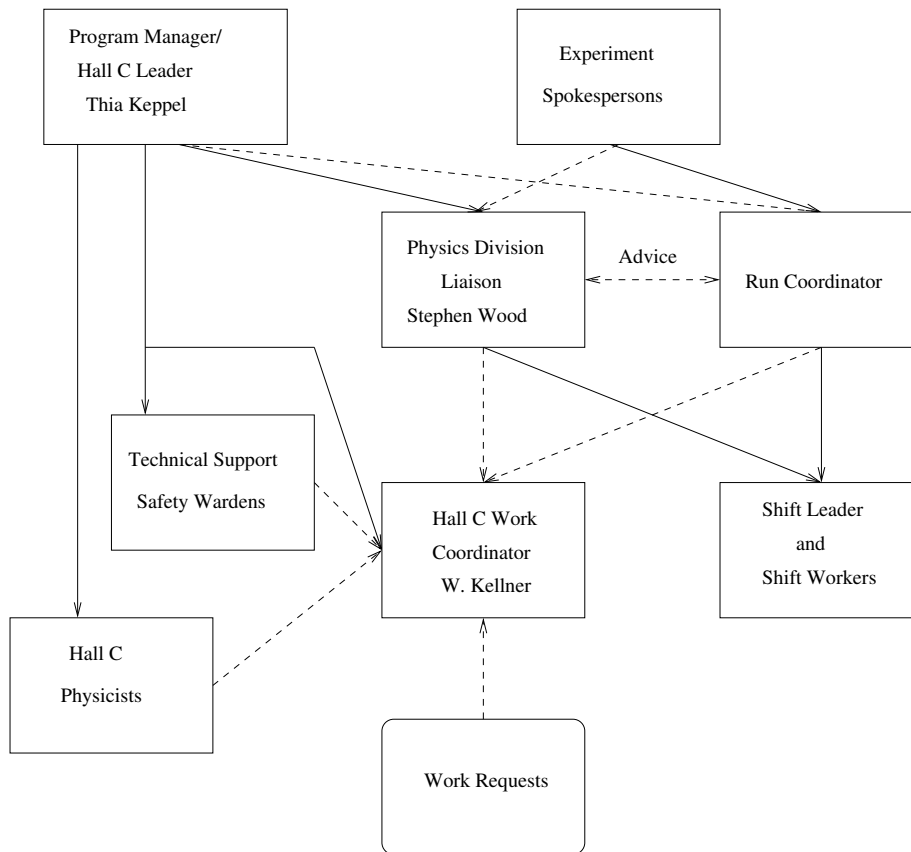 Program Manager/
Hall C Leader
Thia Keppel
Experiment
Spokespersons
Physics Division
Liaison
Stephen Wood
Advice
Run Coordinator
Technical Support
Safety Wardens
Hall C Work
Coordinator
W. Kellner
Shift Leader
and
Shift Workers
Hall C
Physicists
Work Requests